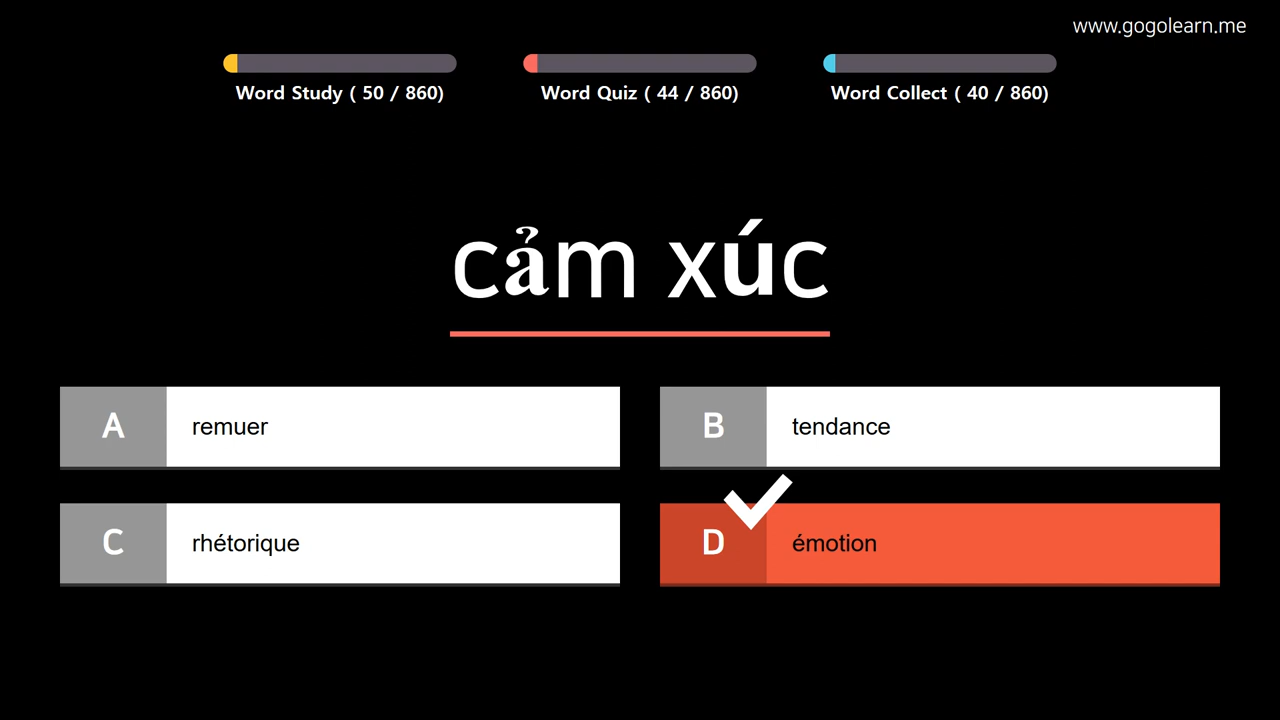 www.gogolearn.me
Word Study ( 50 / 860)
Word Quiz ( 44 / 860)
Word Collect ( 40 / 860)
cảm xúc
A remuer
B tendance
C rhétorique
D émotion